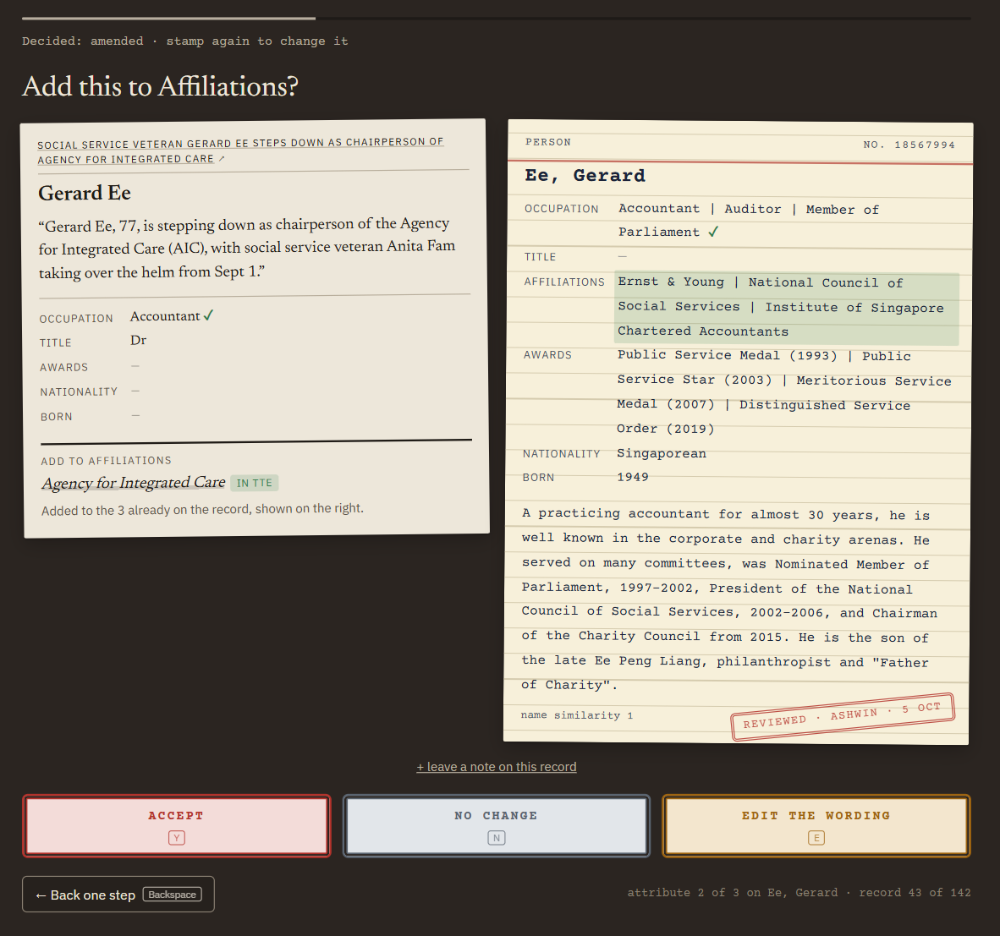 Decided: amended · stamp again to change it
Add this to Affiliations?
SOCIAL SERVICE VETERAN GERARD EE STEPS DOWN AS CHAIRPERSON OF
AGENCY FOR INTEGRATED CARE ↗
Gerard Ee
“Gerard Ee, 77, is stepping down as chairperson of the Agency
for Integrated Care (AIC), with social service veteran Anita Fam
taking over the helm from Sept 1.”
OCCUPATION Accountant ✓
TITLE Dr
AWARDS —
NATIONALITY —
BORN —
ADD TO AFFILIATIONS
Agency for Integrated Care IN TTE
Added to the 3 already on the record, shown on the right.
PERSON NO. 18567994
Ee, Gerard
OCCUPATION Accountant | Auditor | Member of
Parliament ✓
TITLE —
AFFILIATIONS Ernst & Young | National Council of
Social Services | Institute of Singapore
Chartered Accountants
AWARDS Public Service Medal (1993) | Public
Service Star (2003) | Meritorious Service
Medal (2007) | Distinguished Service
Order (2019)
NATIONALITY Singaporean
BORN 1949
A practicing accountant for almost 30 years, he is
well known in the corporate and charity arenas. He
served on many committees, was Nominated Member of
Parliament, 1997-2002, President of the National
Council of Social Services, 2002-2006, and Chairman
of the Charity Council from 2015. He is the son of
the late Ee Peng Liang, philanthropist and "Father
of Charity".
name similarity 1
REVIEWED · ASHWIN · 5 OCT
+ leave a note on this record
ACCEPT
Y
NO CHANGE
N
EDIT THE WORDING
E
← Back one step Backspace
attribute 2 of 3 on Ee, Gerard · record 43 of 142